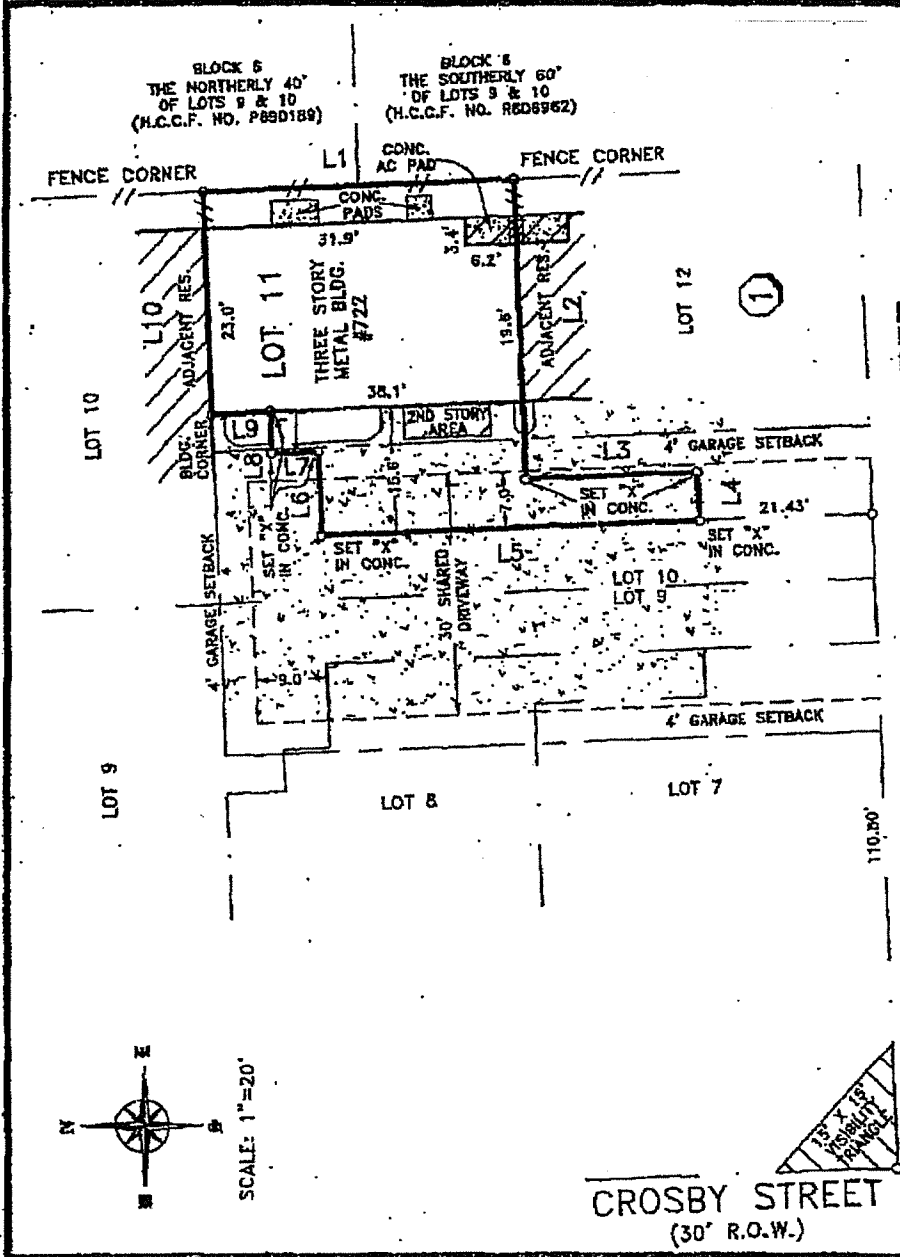 BLOCK 6
THE NORTHERLY 40'
OF LOTS 9 & 10
(H.C.C.F. NO. P890189)
BLOCK 6
THE SOUTHERLY 60'
OF LOTS 9 & 10
(H.C.C.F. NO. R606962)
FENCE CORNER
L1
CONC.
AC PAD
FENCE CORNER
CONC.
PADS
31.9'
3.4'
6.2'
L10
ADJACENT RES.
23.0'
LOT 11
THREE STORY
METAL BLDG.
#722
19.6'
ADJACENT RES.
L2
LOT 12
1
LOT 10
BLDG.
CORNER
38.1'
2ND STORY
AREA
L9
L8
L7
L6
15.6'
7.0'
L3
4' GARAGE SETBACK
SET "X"
IN CONC.
L4
21.43'
SET "X"
IN CONC.
SET "X"
IN CONC.
SET "X"
IN CONC.
L5
4' GARAGE SETBACK
30' SHARED
DRIVEWAY
LOT 10
LOT 9
9.0'
4' GARAGE SETBACK
LOT 9
LOT 8
LOT 7
110.80'
N
E
SCALE: 1"=20'
15' X 15'
VISIBILITY
TRIANGLE
CROSBY STREET
(30' R.O.W.)